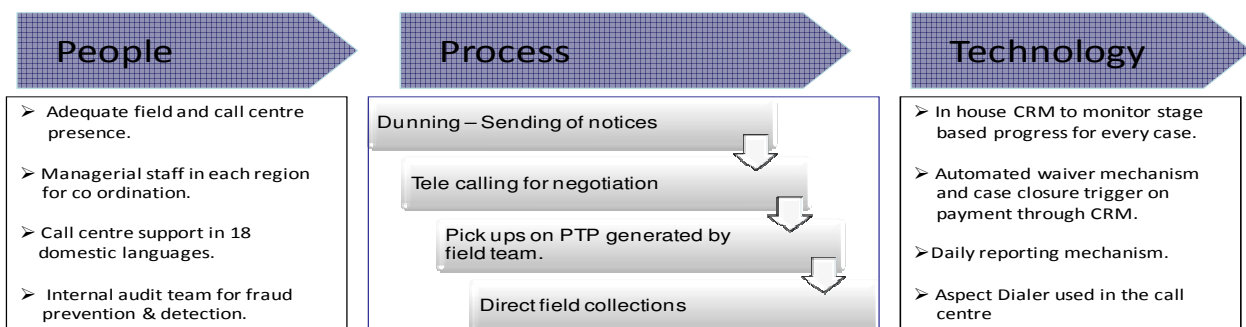 People
Adequate field and call centre
presence.
Managerial staff in each region
for co ordination.
Call centre support in 18
domestic languages.
Internal audit team for fraud
prevention & detection.
Process
Dunning – Sending of notices
Tele calling for negotiation
Pick ups on PTP generated by
field team.
Direct field collections
Technology
In house CRM to monitor stage
based progress for every case.
Automated waiver mechanism
and case closure trigger on
payment through CRM.
Daily reporting mechanism.
Aspect Dialer used in the call
centre